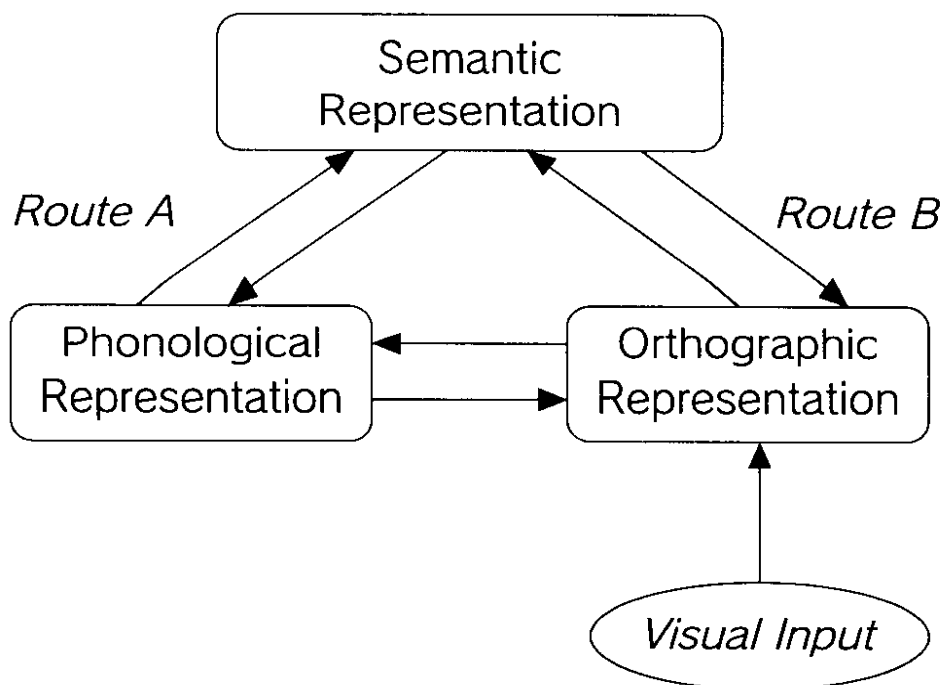 Semantic
Representation
Route A
Route B
Phonological
Representation
Orthographic
Representation
Visual Input